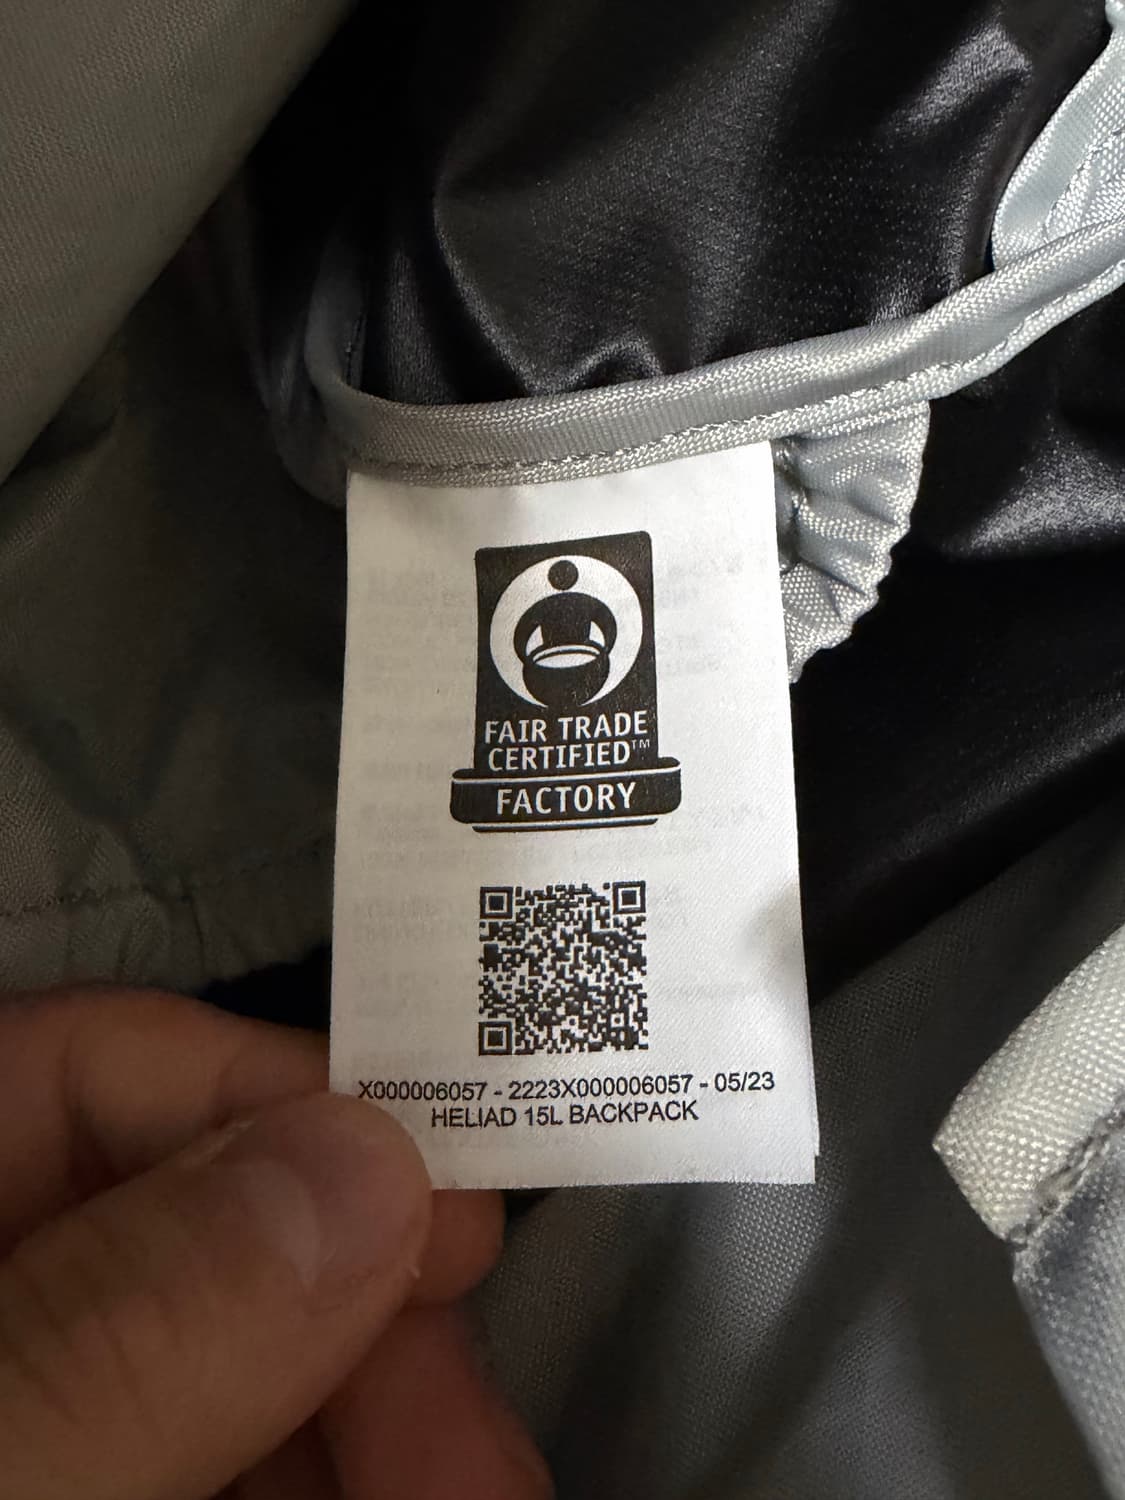 FAIR TRADE
CERTIFIED™
FACTORY
X000006057 - 2223X000006057 - 05/23
HELIAD 15L BACKPACK